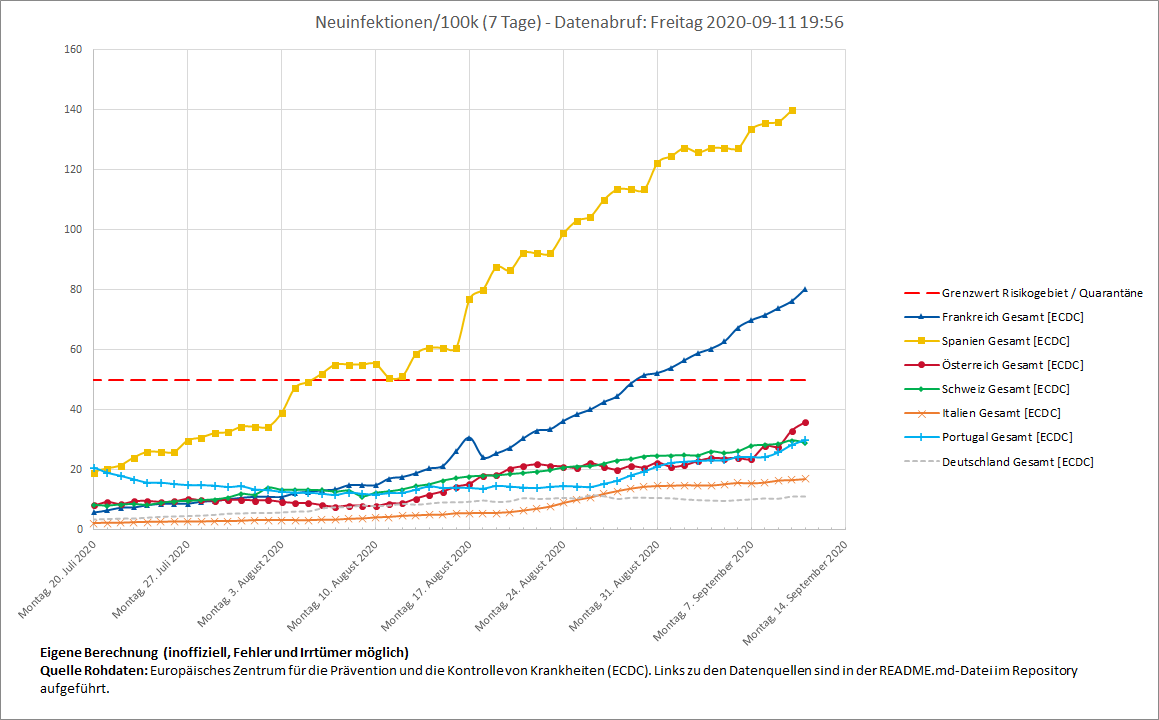 Neuinfektionen/100k (7 Tage) - Datenabruf: Freitag 2020-09-11 19:56
160
140
120
100
80
60
40
20
0
Montag, 20. Juli 2020
Montag, 27. Juli 2020
Montag, 3. August 2020
Montag, 10. August 2020
Montag, 17. August 2020
Montag, 24. August 2020
Montag, 31. August 2020
Montag, 7. September 2020
Montag, 14. September 2020
Grenzwert Risikogebiet / Quarantäne
Frankreich Gesamt [ECDC]
Spanien Gesamt [ECDC]
Österreich Gesamt [ECDC]
Schweiz Gesamt [ECDC]
Italien Gesamt [ECDC]
Portugal Gesamt [ECDC]
Deutschland Gesamt [ECDC]
Eigene Berechnung (inoffiziell, Fehler und Irrtümer möglich)
Quelle Rohdaten: Europäisches Zentrum für die Prävention und die Kontrolle von Krankheiten (ECDC). Links zu den Datenquellen sind in der README.md-Datei im Repository
aufgeführt.